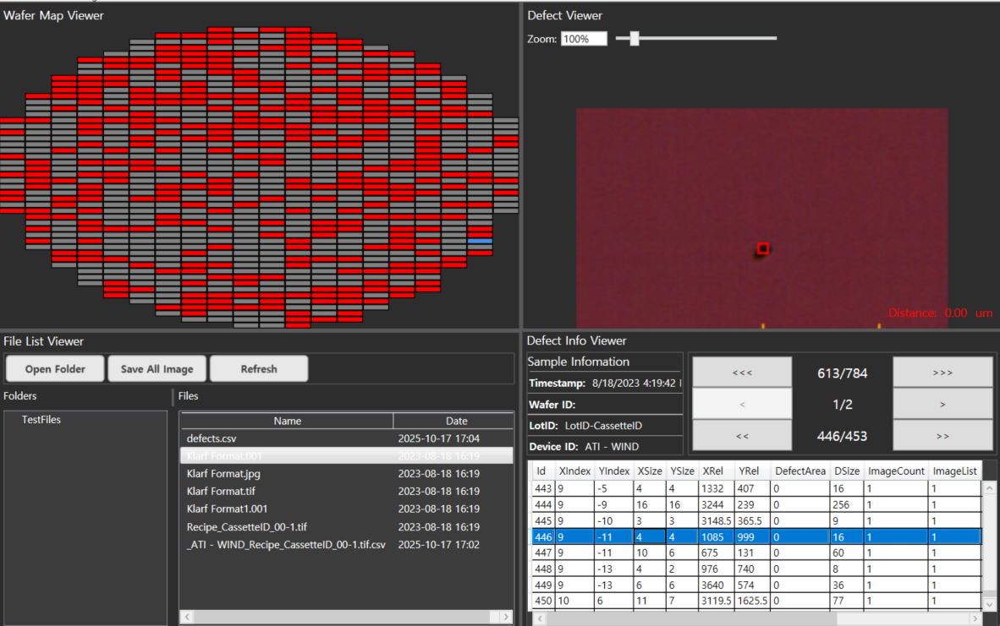 Wafer Map Viewer
Defect Viewer
Zoom: 100%
Distance: 0.00 um
File List Viewer
Open Folder Save All Image Refresh
Folders
TestFiles
Files
Name Date
defects.csv 2025-10-17 17:04
Klarf Format.001 2023-08-18 16:19
Klarf Format.jpg 2023-08-18 16:19
Klarf Format.tif 2023-08-18 16:19
Klarf Format1.001 2023-08-18 16:19
Recipe_CassetteID_00-1.tif 2023-08-18 16:19
_ATI - WIND_Recipe_CassetteID_00-1.tif.csv 2025-10-17 17:02
Defect Info Viewer
Sample Infomation
Timestamp: 8/18/2023 4:19:42
Wafer ID:
LotID: LotID-CassetteID
Device ID: ATI - WIND
<<< 613/784 >>>
< 1/2 >
<< 446/453 >>
Id XIndex YIndex XSize YSize XRel YRel DefectArea DSize ImageCount ImageList
443 9 -5 4 4 1332 407 0 16 1 1
444 9 -9 16 16 3244 239 0 256 1 1
445 9 -10 3 3 3148.5 365.5 0 9 1 1
446 9 -11 4 4 1085 999 0 16 1 1
447 9 -11 10 6 675 131 0 60 1 1
448 9 -13 4 2 976 740 0 8 1 1
449 9 -13 6 6 3640 574 0 36 1 1
450 10 6 11 7 3119.5 1625.5 0 77 1 1